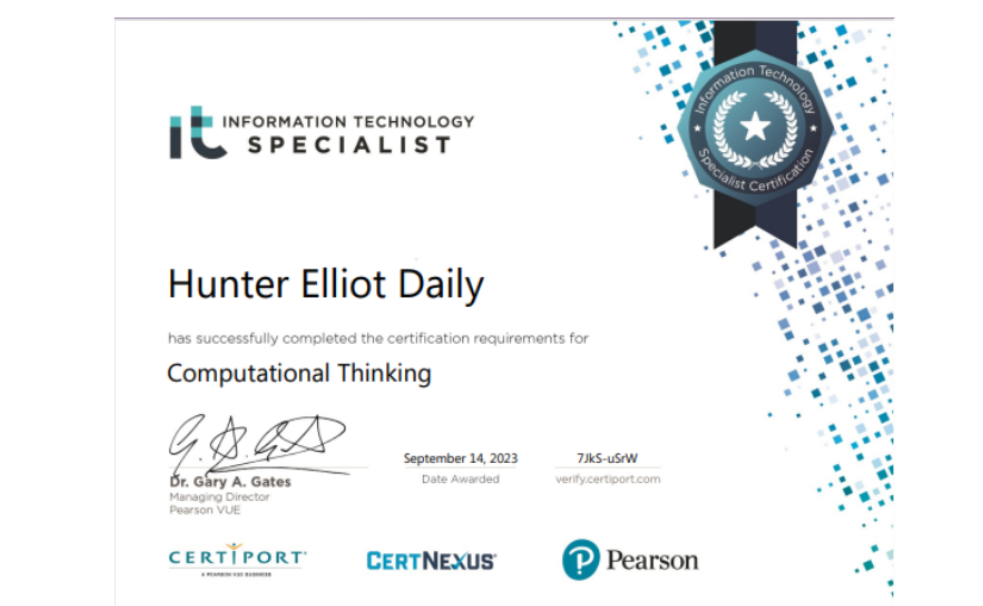 INFORMATION TECHNOLOGY
SPECIALIST
Information Technology
Specialist Certification
Hunter Elliot Daily
has successfully completed the certification requirements for
Computational Thinking
September 14, 2023
7JkS-uSrW
Dr. Gary A. Gates
Date Awarded
verify.certiport.com
Managing Director
Pearson VUE
CERTIPORT
A PEARSON VUE BUSINESS
CERTNEXUS
Pearson